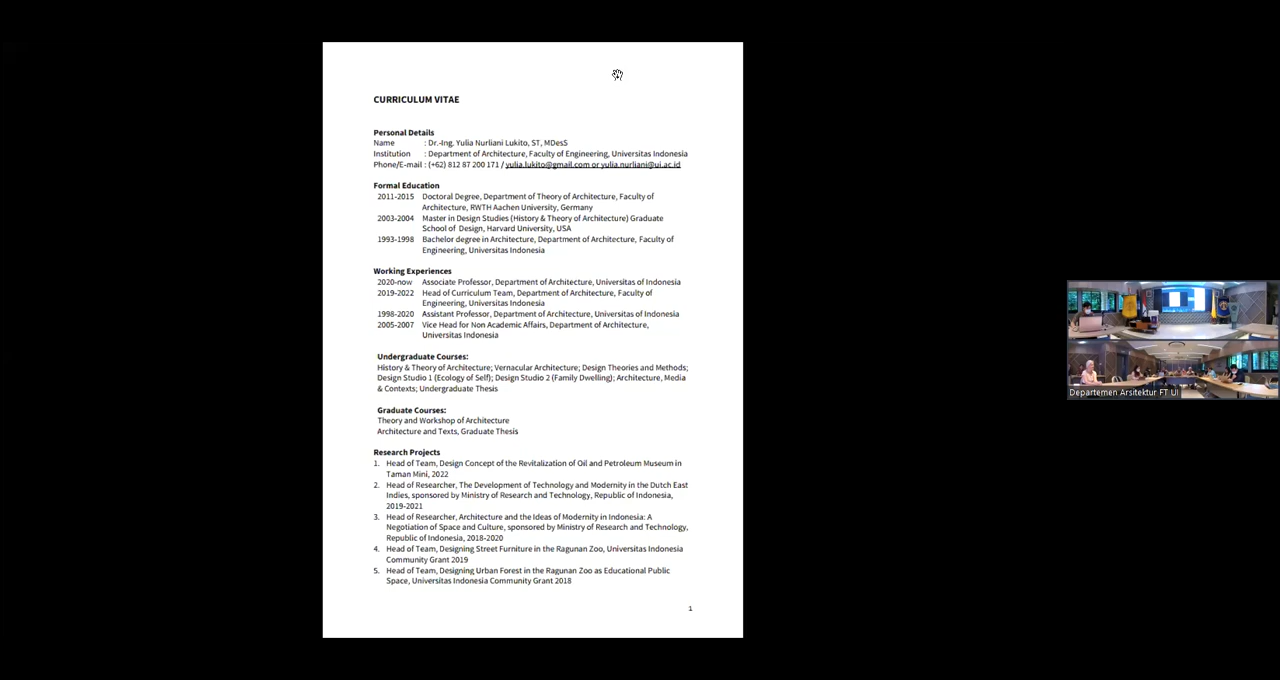 CURRICULUM VITAE
Personal Details
Name : Dr.-Ing. Yulia Nurliani Lukito, ST, MDesS
Institution : Department of Architecture, Faculty of Engineering, Universitas Indonesia
Phone/E-mail : (+62) 812 87 200 171 / yulia.lukito@gmail.com or yulia.nurliani@ui.ac.id
Formal Education
2011-2015 Doctoral Degree, Department of Theory of Architecture, Faculty of
Architecture, RWTH Aachen University, Germany
2003-2004 Master in Design Studies (History & Theory of Architecture) Graduate
School of Design, Harvard University, USA
1993-1998 Bachelor degree in Architecture, Department of Architecture, Faculty of
Engineering, Universitas Indonesia
Working Experiences
2020-now Associate Professor, Department of Architecture, Universitas of Indonesia
2019-2022 Head of Curriculum Team, Department of Architecture, Faculty of
Engineering, Universitas Indonesia
1998-2020 Assistant Professor, Department of Architecture, Universitas of Indonesia
2005-2007 Vice Head for Non Academic Affairs, Department of Architecture,
Universitas Indonesia
Undergraduate Courses:
History & Theory of Architecture; Vernacular Architecture; Design Theories and Methods;
Design Studio 1 (Ecology of Self); Design Studio 2 (Family Dwelling); Architecture, Media
& Contexts; Undergraduate Thesis
Graduate Courses:
Theory and Workshop of Architecture
Architecture and Texts, Graduate Thesis
Research Projects
1. Head of Team, Design Concept of the Revitalization of Oil and Petroleum Museum in
Taman Mini, 2022
2. Head of Researcher, The Development of Technology and Modernity in the Dutch East
Indies, sponsored by Ministry of Research and Technology, Republic of Indonesia,
2019-2021
3. Head of Researcher, Architecture and the Ideas of Modernity in Indonesia: A
Negotiation of Space and Culture, sponsored by Ministry of Research and Technology,
Republic of Indonesia, 2018-2020
4. Head of Team, Designing Street Furniture in the Ragunan Zoo, Universitas Indonesia
Community Grant 2019
5. Head of Team, Designing Urban Forest in the Ragunan Zoo as Educational Public
Space, Universitas Indonesia Community Grant 2018
1
Departemen Arsitektur FT UI